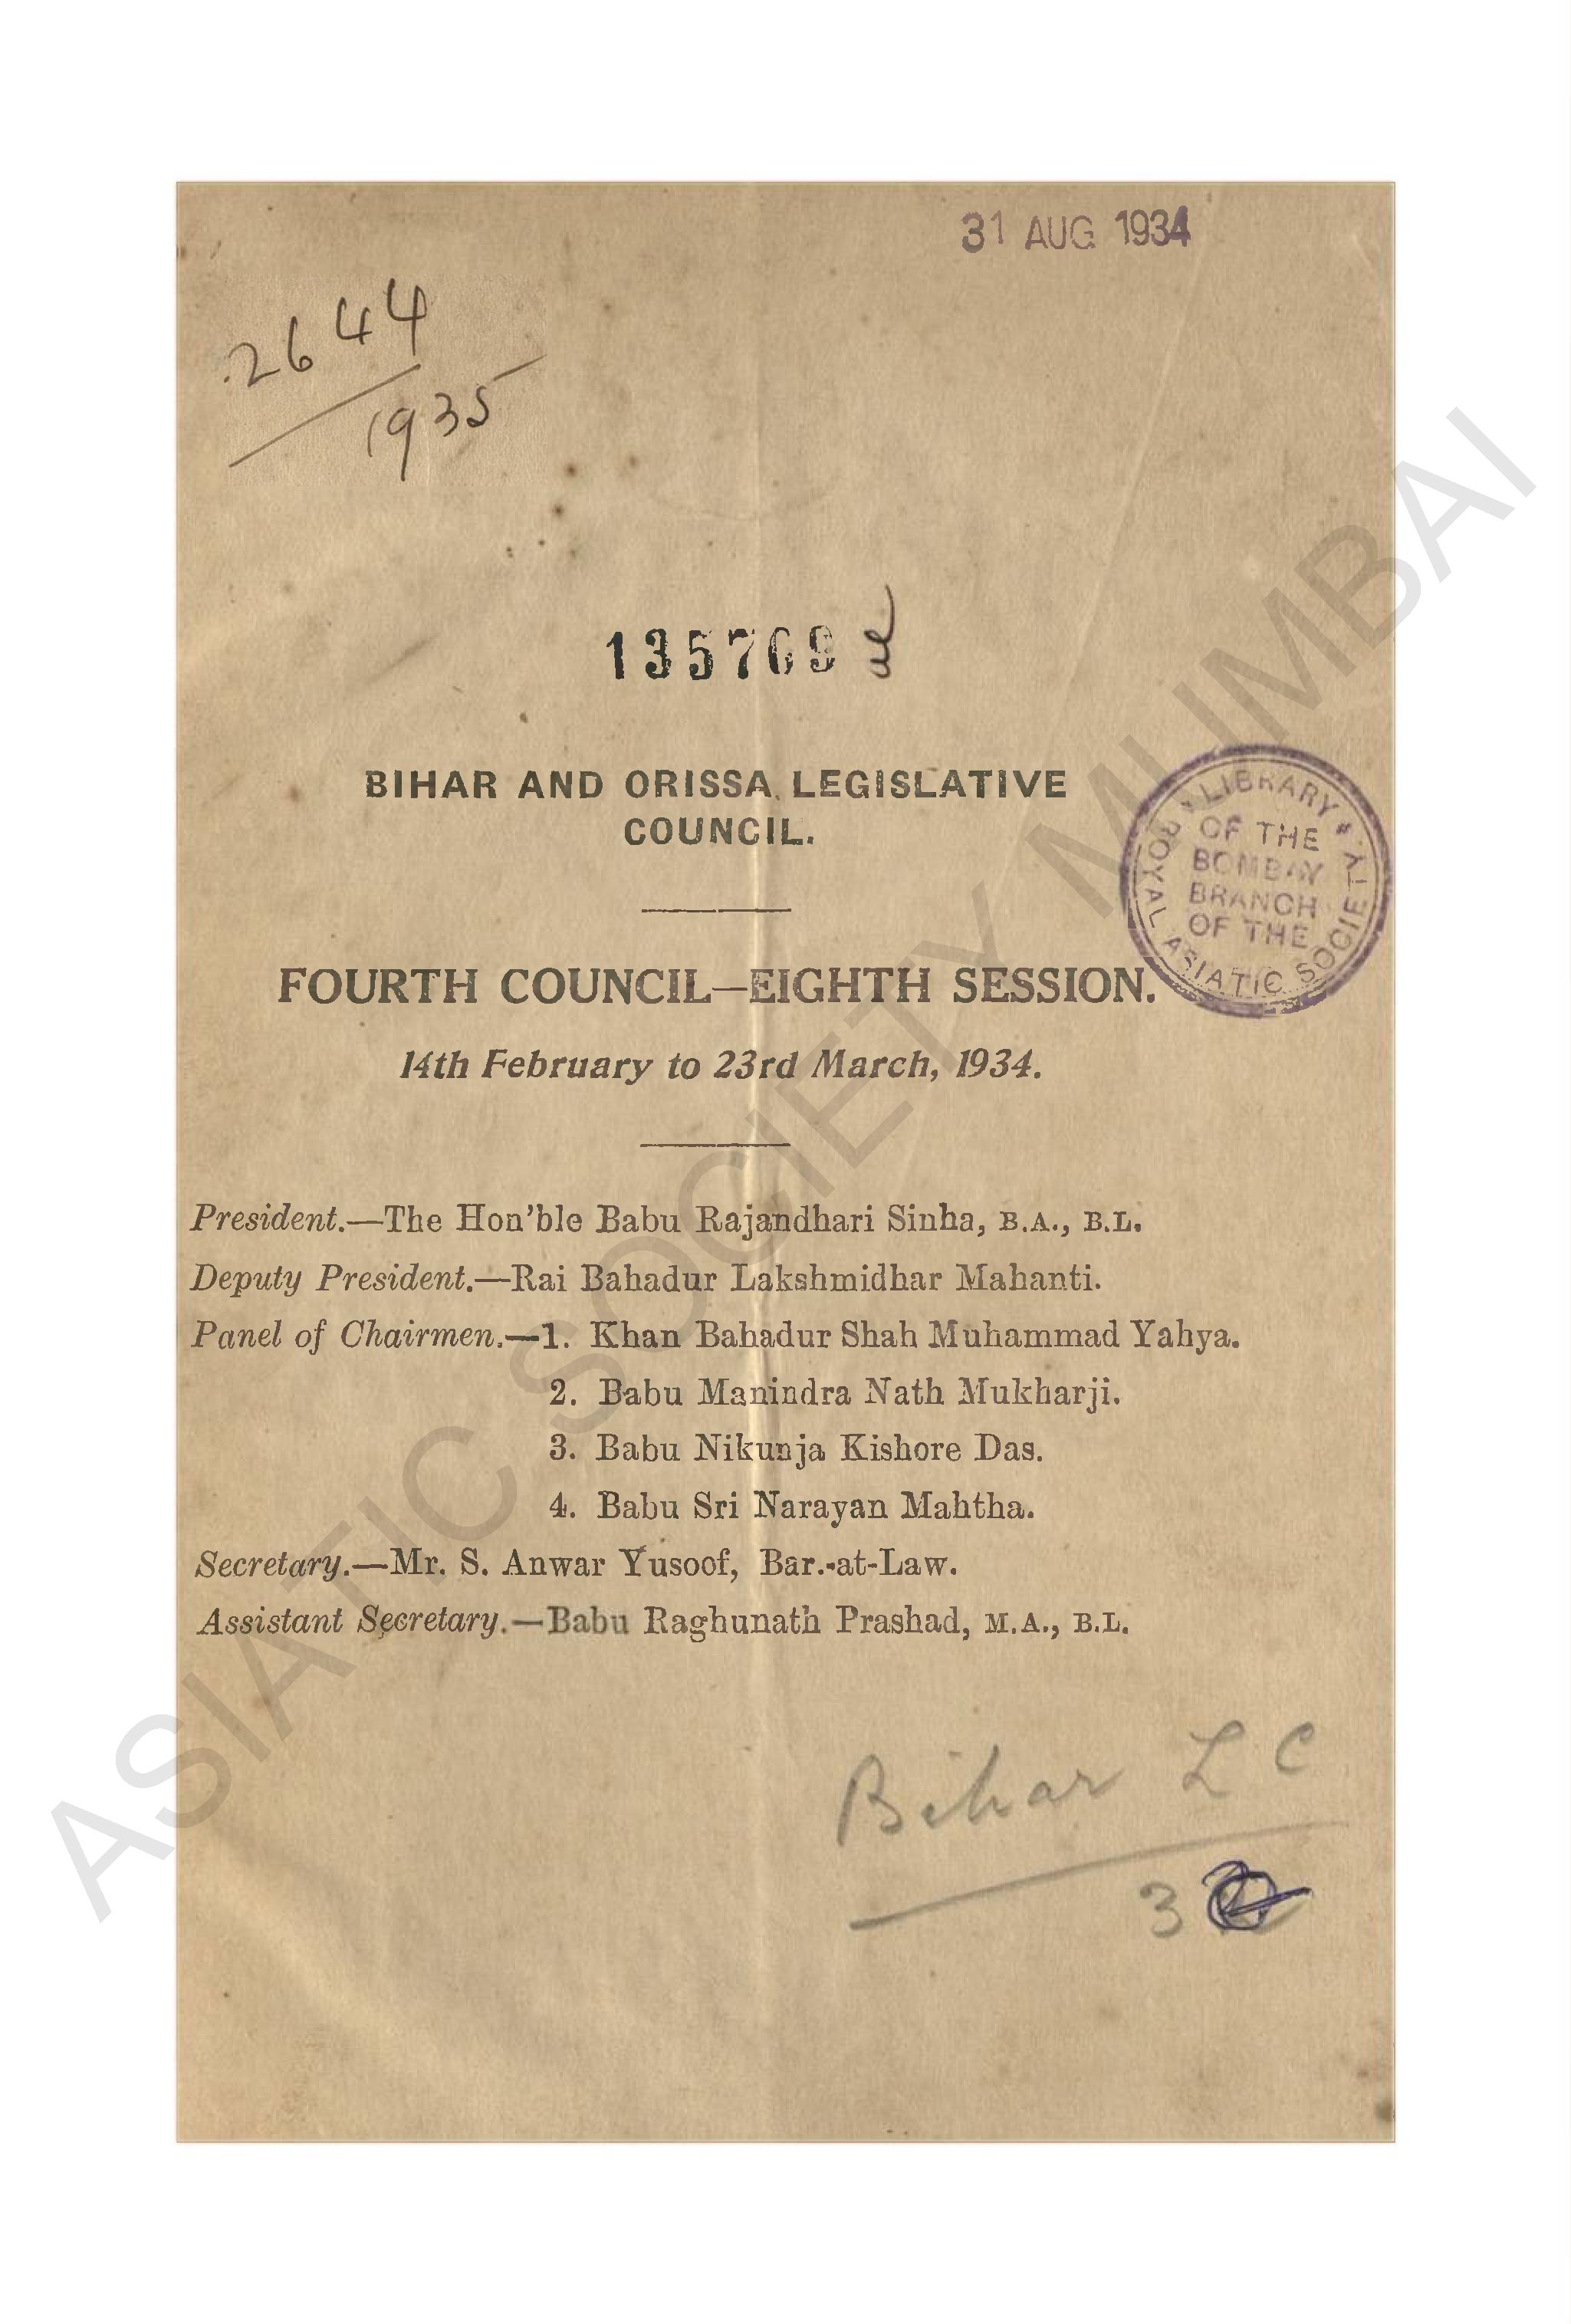 31 AUG 1934
2644
1935
135769
BIHAR AND ORISSA LEGISLATIVE
COUNCIL.
LIBRARY
OF THE
BOMBAY
BRANCH
OF THE
ROYAL ASIATIC SOCIETY
FOURTH COUNCIL—EIGHTH SESSION.
14th February to 23rd March, 1934.
President.—The Hon'ble Babu Rajandhari Sinha, B.A., B.L.
Deputy President.—Rai Bahadur Lakshmidhar Mahanti.
Panel of Chairmen.—1. Khan Bahadur Shah Muhammad Yahya.
2. Babu Manindra Nath Mukharji.
3. Babu Nikunja Kishore Das.
4. Babu Sri Narayan Mahtha.
Secretary.—Mr. S. Anwar Yusoof, Bar.-at-Law.
Assistant Secretary.—Babu Raghunath Prashad, M.A., B.L.
Bihar L C
3
ASIATIC SOCIETY MUMBAI